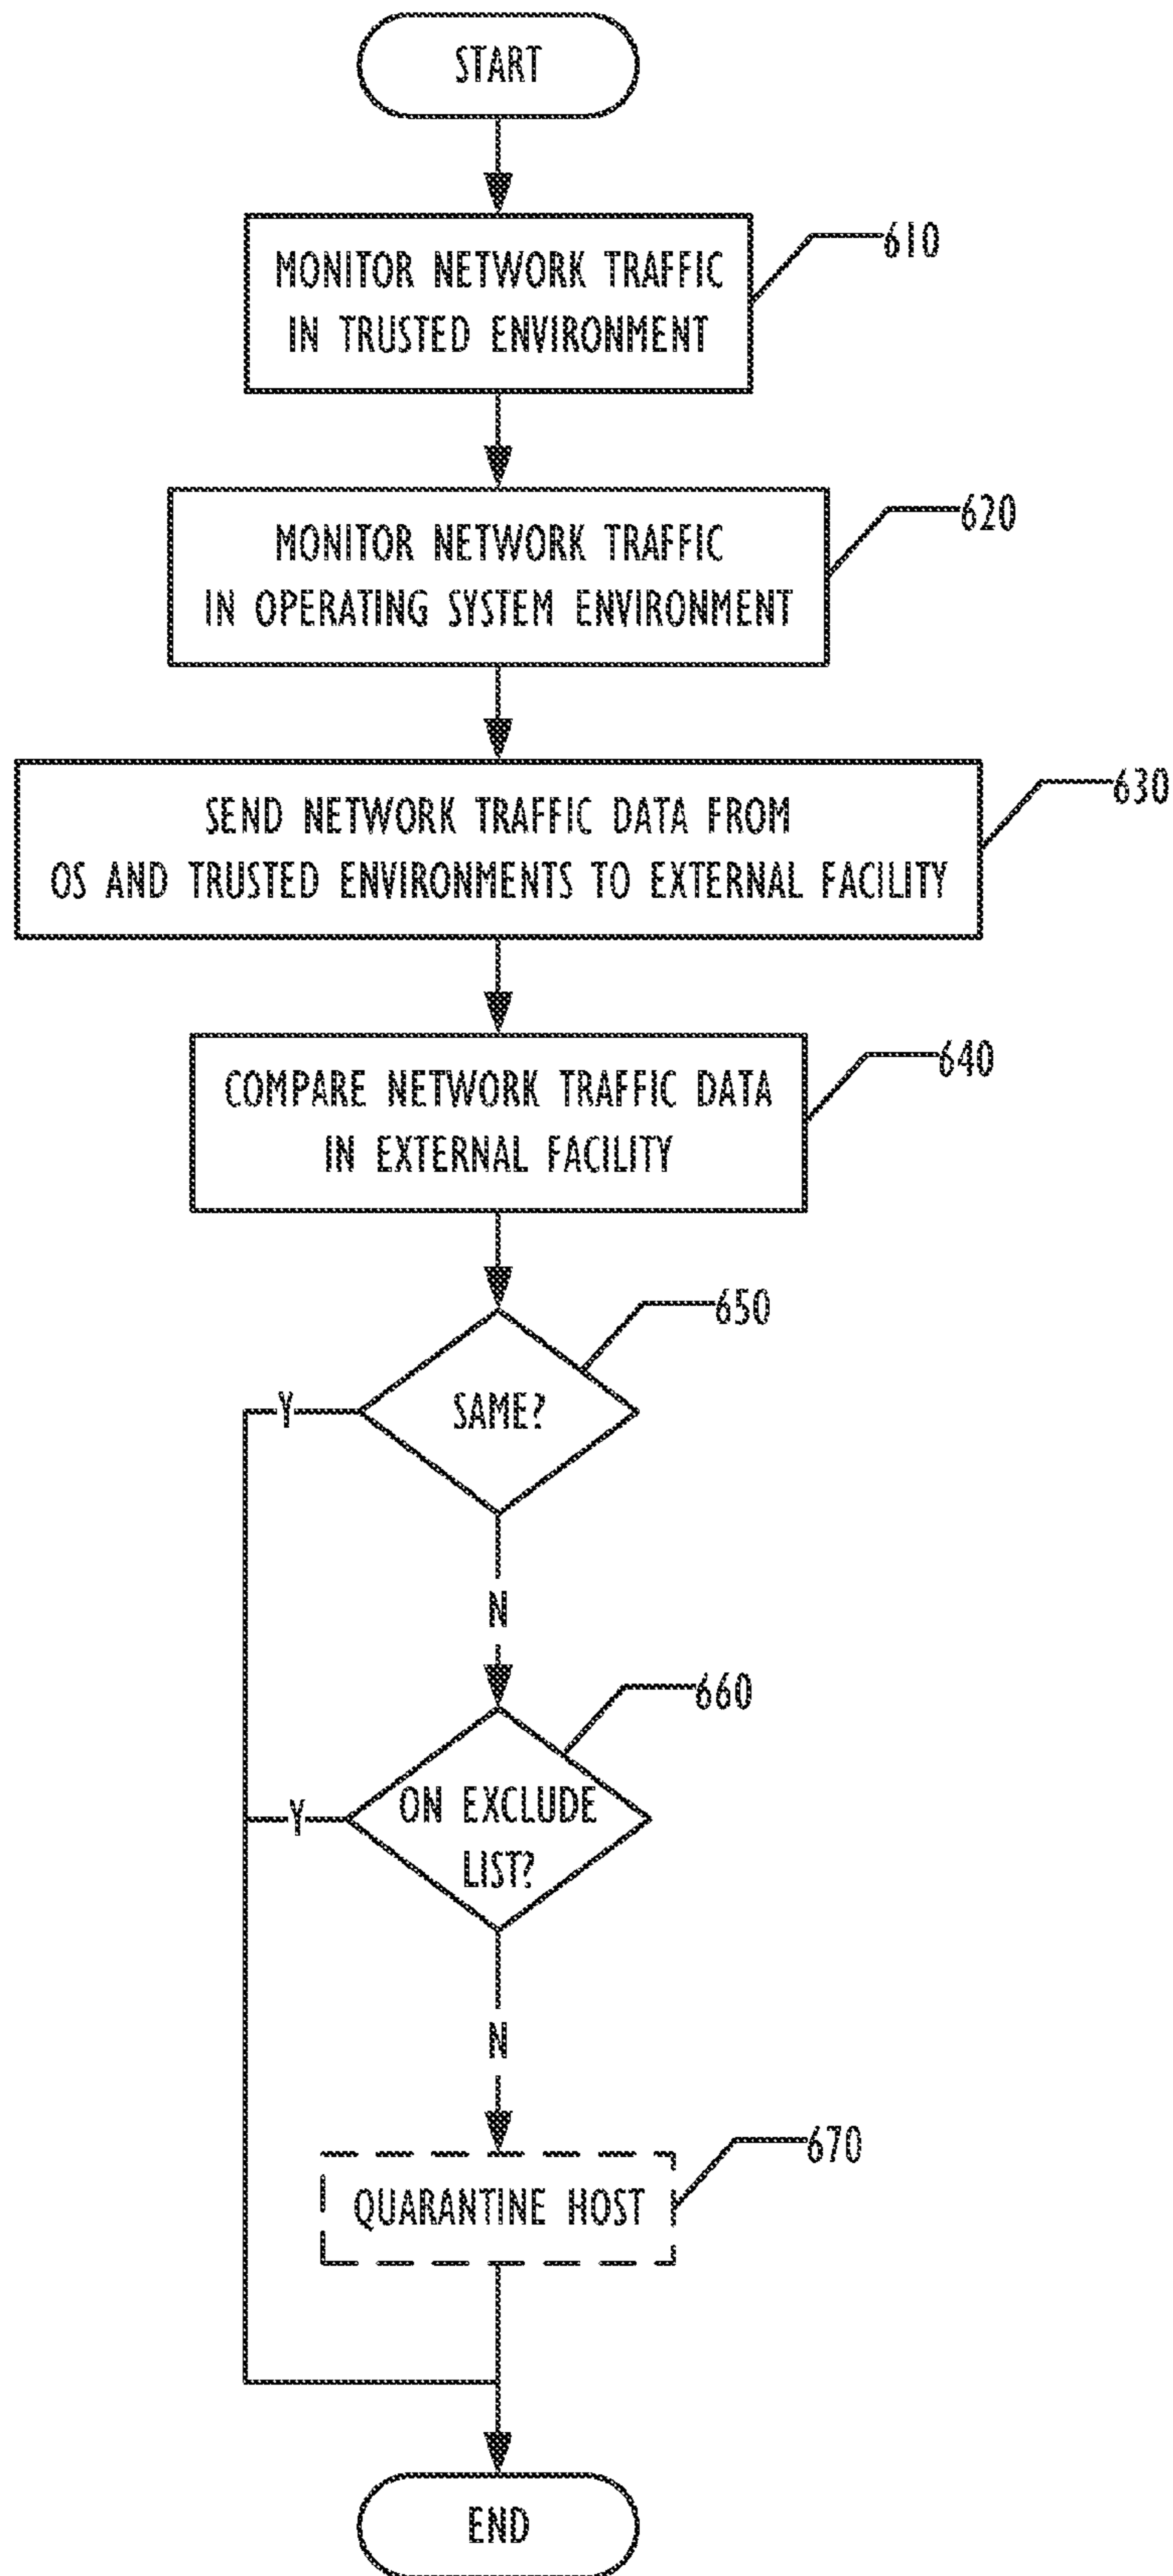 START
MONITOR NETWORK TRAFFIC
IN TRUSTED ENVIRONMENT
610
MONITOR NETWORK TRAFFIC
IN OPERATING SYSTEM ENVIRONMENT
620
SEND NETWORK TRAFFIC DATA FROM
OS AND TRUSTED ENVIRONMENTS TO EXTERNAL FACILITY
630
COMPARE NETWORK TRAFFIC DATA
IN EXTERNAL FACILITY
640
650
SAME?
Y
N
660
ON EXCLUDE
LIST?
Y
N
670
QUARANTINE HOST
END